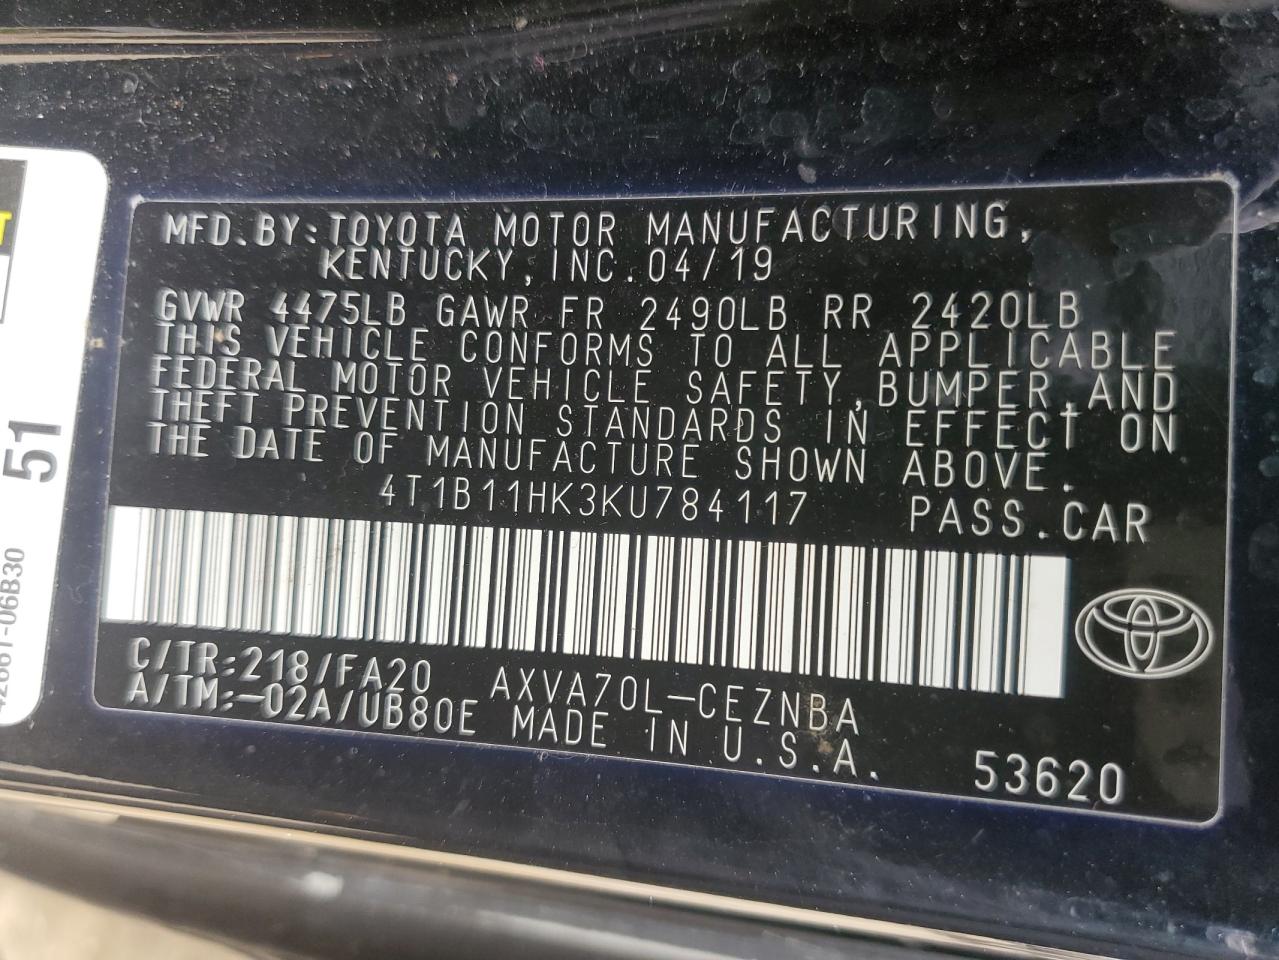 MFD.BY:TOYOTA MOTOR MANUFACTURING,
KENTUCKY, INC. 04/19
GVWR 4475LB GAWR FR 2490LB RR 2420LB
THIS VEHICLE CONFORMS TO ALL APPLICABLE
FEDERAL MOTOR VEHICLE SAFETY, BUMPER, AND
THEFT PREVENTION STANDARDS IN EFFECT ON
THE DATE OF MANUFACTURE SHOWN ABOVE.
4T1B11HK3KU784117 PASS.CAR
C/TR:218/FA20 AXVA70L-CEZNBA
A/TM:-02A/UB80E MADE IN U.S.A.
53620
51